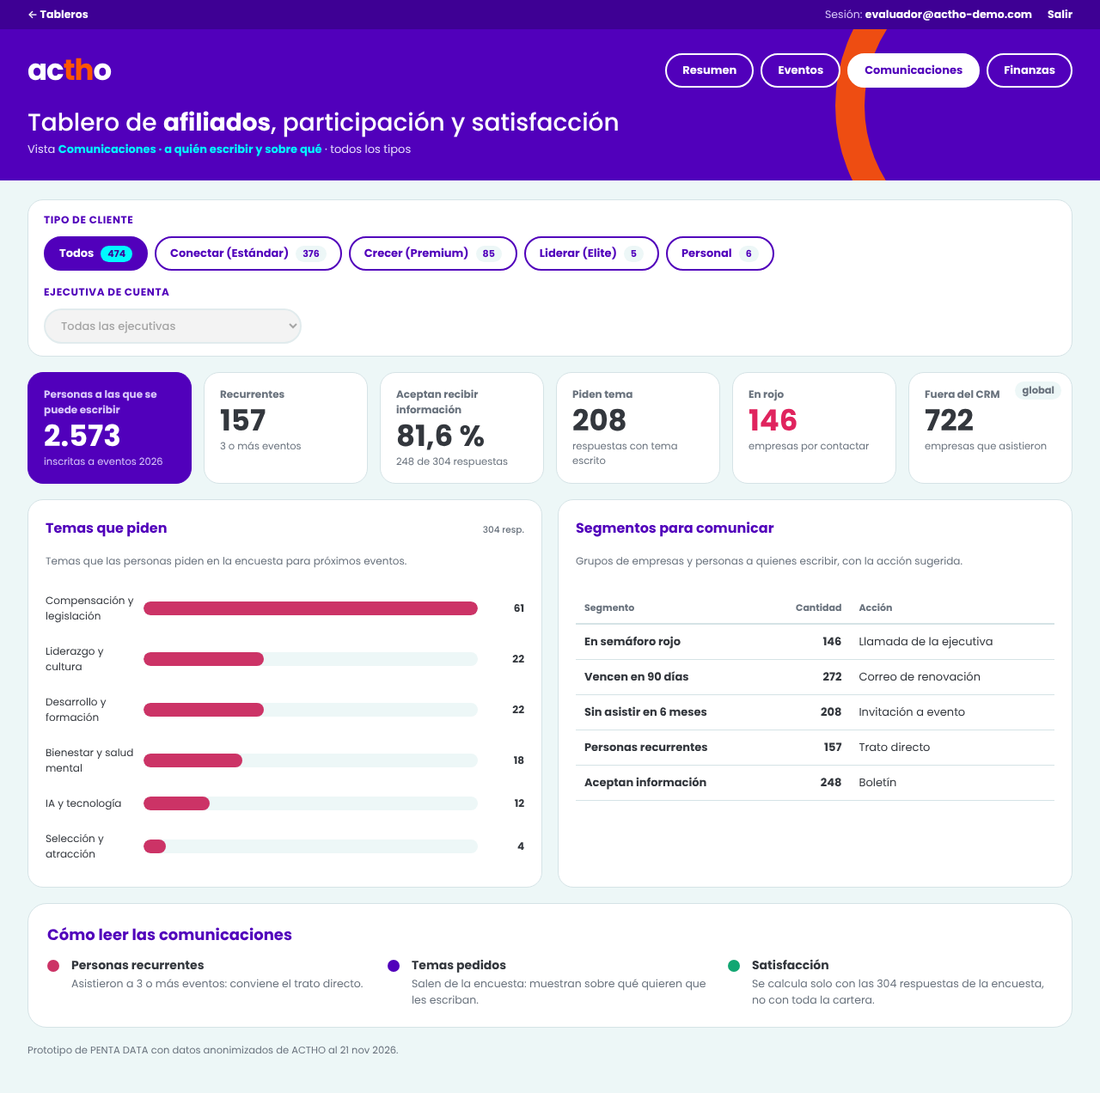 ← Tableros
Sesión: evaluador@actho-demo.com Salir
actho
Resumen Eventos Comunicaciones Finanzas
Tablero de afiliados, participación y satisfacción
Vista Comunicaciones · a quién escribir y sobre qué · todos los tipos
TIPO DE CLIENTE
Todos 474 Conectar (Estándar) 376 Crecer (Premium) 85 Liderar (Elite) 5 Personal 6
EJECUTIVA DE CUENTA
Todas las ejecutivas
Personas a las que se
puede escribir
2.573
inscritas a eventos 2026
Recurrentes
157
3 o más eventos
Aceptan recibir
información
81,6 %
248 de 304 respuestas
Piden tema
208
respuestas con tema
escrito
En rojo
146
empresas por contactar
Fuera del CRM
global
722
empresas que asistieron
Temas que piden
304 resp.
Temas que las personas piden en la encuesta para próximos eventos.
Compensación y
legislación
61
Liderazgo y
cultura
22
Desarrollo y
formación
22
Bienestar y salud
mental
18
IA y tecnología
12
Selección y
atracción
4
Segmentos para comunicar
Grupos de empresas y personas a quienes escribir, con la acción sugerida.
Segmento Cantidad Acción
En semáforo rojo 146 Llamada de la ejecutiva
Vencen en 90 días 272 Correo de renovación
Sin asistir en 6 meses 208 Invitación a evento
Personas recurrentes 157 Trato directo
Aceptan información 248 Boletín
Cómo leer las comunicaciones
Personas recurrentes
Asistieron a 3 o más eventos: conviene el trato directo.
Temas pedidos
Salen de la encuesta: muestran sobre qué quieren que
les escriban.
Satisfacción
Se calcula solo con las 304 respuestas de la encuesta,
no con toda la cartera.
Prototipo de PENTA DATA con datos anonimizados de ACTHO al 21 nov 2026.